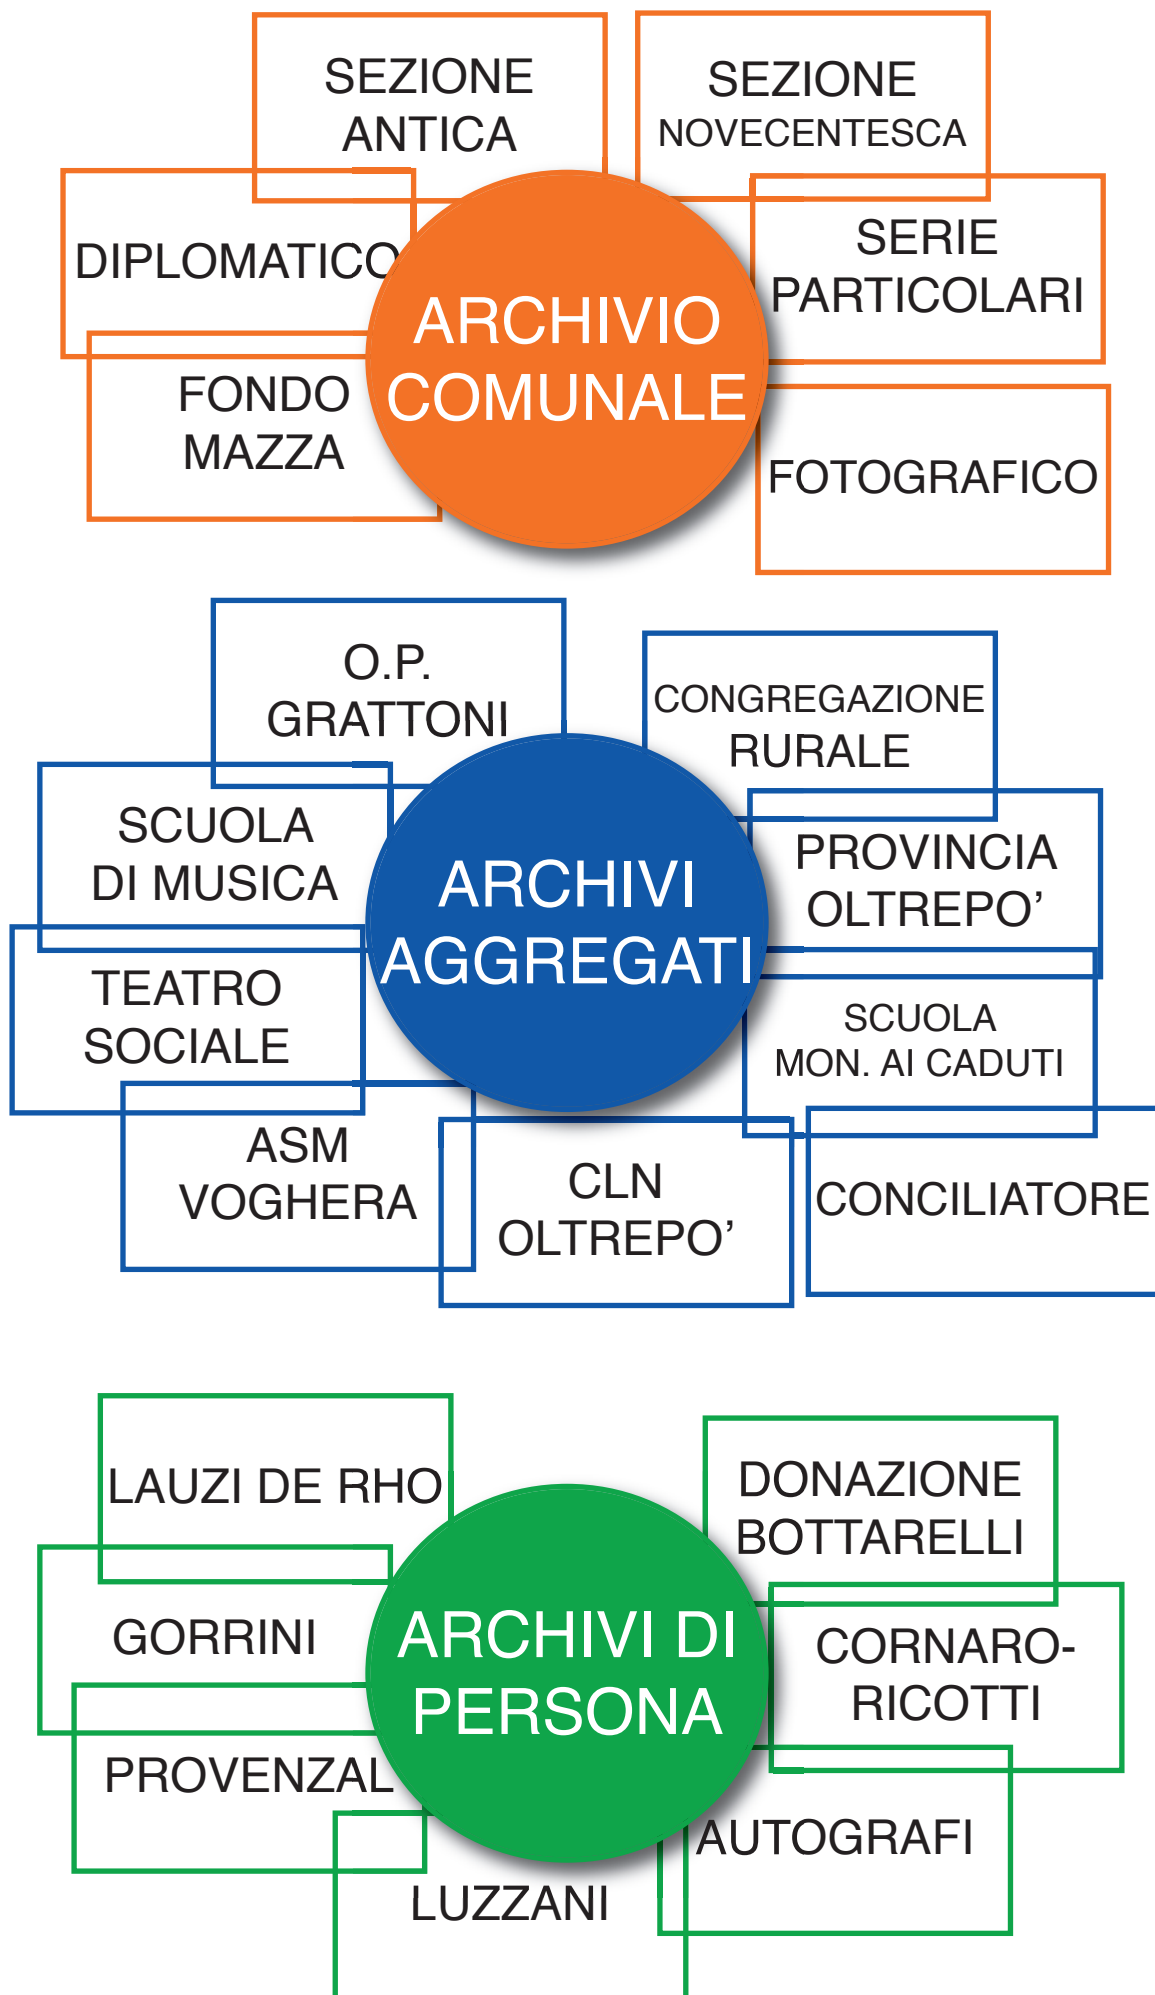 SEZIONE
ANTICA
SEZIONE
NOVECENTESCA
DIPLOMATICO
SERIE
PARTICOLARI
ARCHIVIO
COMUNALE
FONDO
MAZZA
FOTOGRAFICO
O.P.
GRATTONI
CONGREGAZIONE
RURALE
SCUOLA
DI MUSICA
PROVINCIA
OLTREPO’
ARCHIVI
AGGREGATI
TEATRO
SOCIALE
SCUOLA
MON. AI CADUTI
ASM
VOGHERA
CLN
OLTREPO’
CONCILIATORE
LAUZI DE RHO
DONAZIONE
BOTTARELLI
GORRINI
ARCHIVI DI
PERSONA
CORNARO-
RICOTTI
PROVENZAL
AUTOGRAFI
LUZZANI